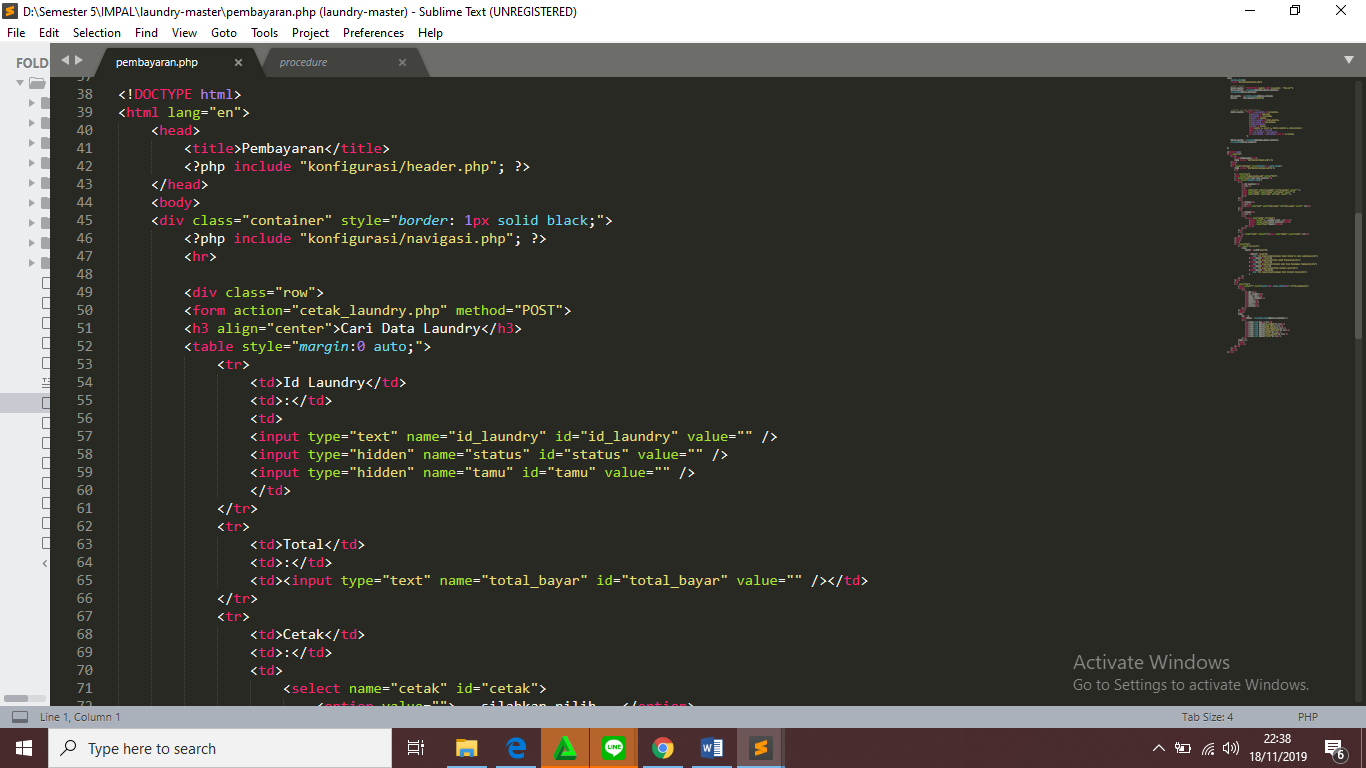 D:\Semester 5\IMPAL\laundry-master\pembayaran.php (laundry-master) - Sublime Text (UNREGISTERED)
File Edit Selection Find View Goto Tools Project Preferences Help
FOLD
pembayaran.php × procedure ×
37
38 <!DOCTYPE html>
39 <html lang="en">
40 <head>
41 <title>Pembayaran</title>
42 <?php include "konfigurasi/header.php"; ?>
43 </head>
44 <body>
45 <div class="container" style="border: 1px solid black;">
46 <?php include "konfigurasi/navigasi.php"; ?>
47 <hr>
48
49 <div class="row">
50 <form action="cetak_laundry.php" method="POST">
51 <h3 align="center">Cari Data Laundry</h3>
52 <table style="margin:0 auto;">
53 <tr>
54 <td>Id Laundry</td>
55 <td>:</td>
56 <td>
57 <input type="text" name="id_laundry" id="id_laundry" value="" />
58 <input type="hidden" name="status" id="status" value="" />
59 <input type="hidden" name="tamu" id="tamu" value="" />
60 </td>
61 </tr>
62 <tr>
63 <td>Total</td>
64 <td>:</td>
65 <td><input type="text" name="total_bayar" id="total_bayar" value="" /></td>
66 </tr>
67 <tr>
68 <td>Cetak</td>
69 <td>:</td>
70 <td>
71 <select name="cetak" id="cetak">
72 <option value=""> silahkan pilih </option>
Activate Windows
Go to Settings to activate Windows.
Line 1, Column 1 Tab Size: 4 PHP
Type here to search
LINE
22:38
18/11/2019
6